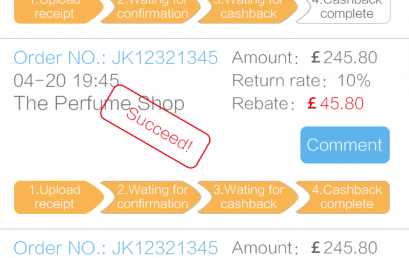 1.Upload
receipt
2.Wating for
confirmation
3.Wating for
cashback
4.Cashback
complete
Order NO.: JK12321345
Amount: £245.80
04-20 19:45
Return rate: 10%
The Perfume Shop
Rebate: £45.80
Succeed!
Comment
1.Upload
receipt
2.Wating for
confirmation
3.Wating for
cashback
4.Cashback
complete
Order NO.: JK12321345
Amount: £245.80